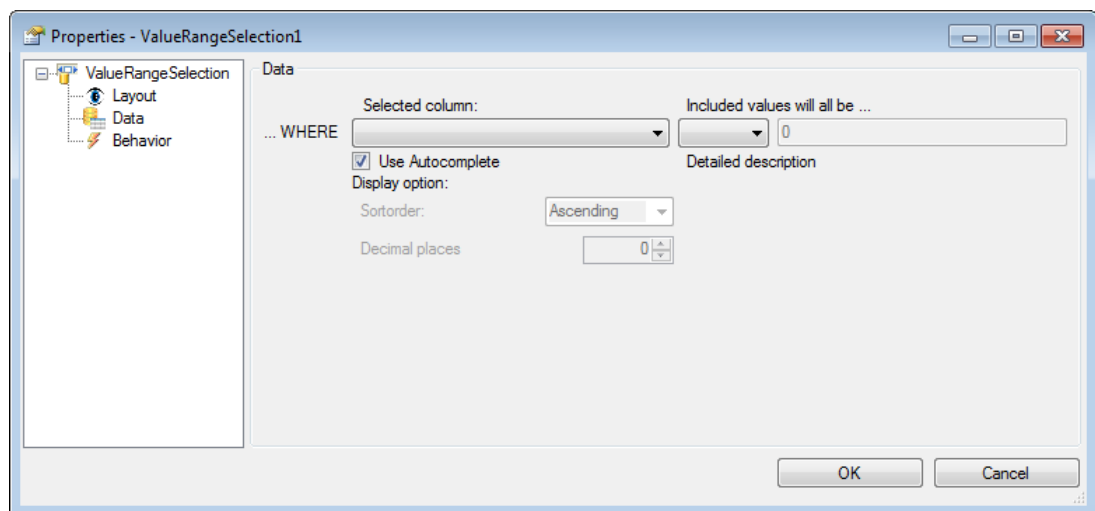 Properties - ValueRangeSelection1
ValueRangeSelection
Layout
Data
Behavior
Data
Selected column: Included values will all be ...
... WHERE 0
Use Autocomplete Detailed description
Display option:
Sortorder: Ascending
Decimal places 0
OK Cancel